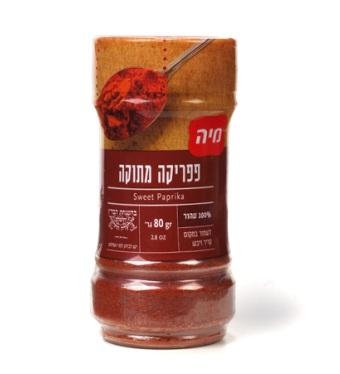 מיה
פפריקה מתוקה
Sweet Paprika
100% טהור
80 gr גר'
2.8 OZ
לשמור במקום
קריר ויבש